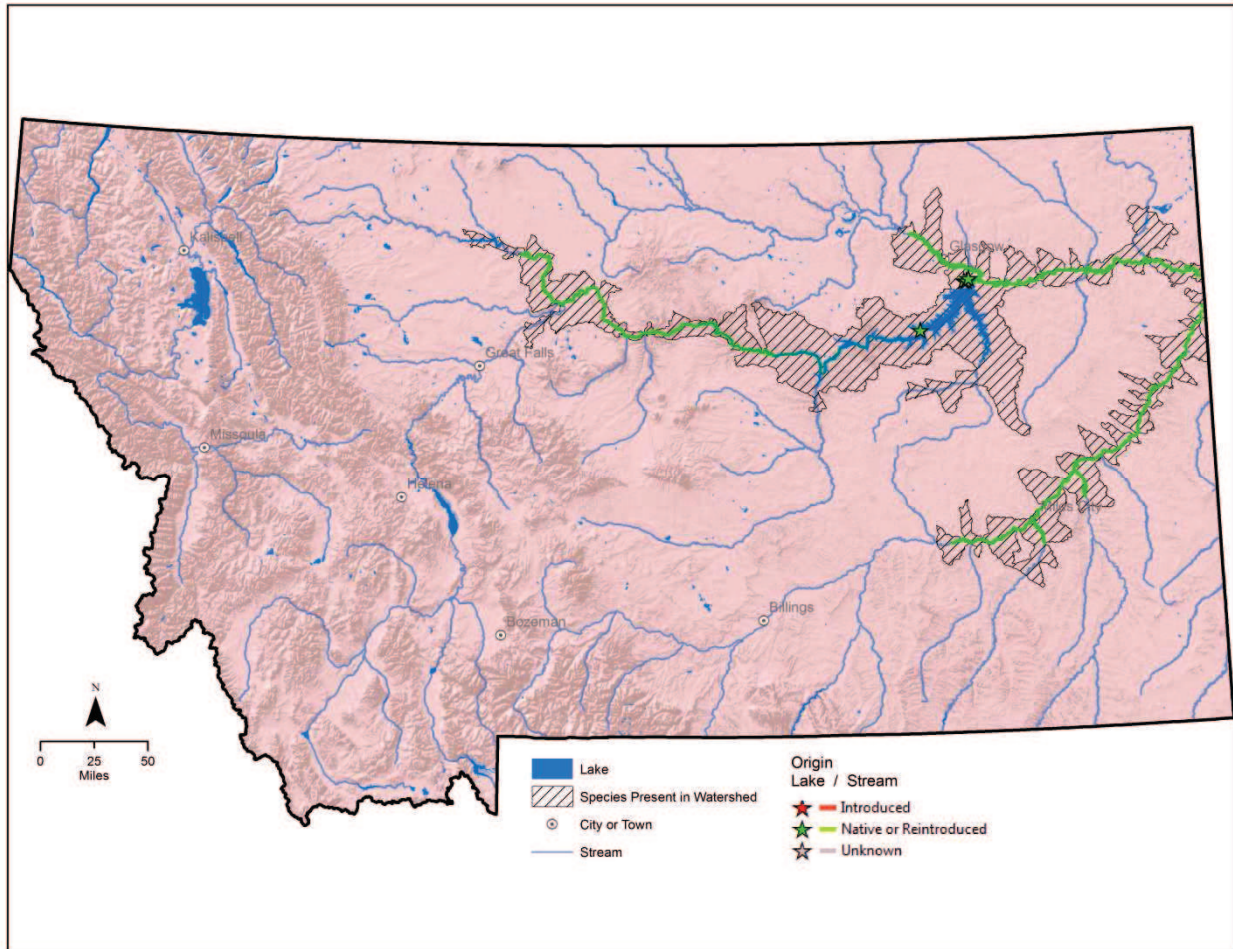 Kalispell
Glasgow
Great Falls
Missoula
Helena
Miles City
Billings
Bozeman
N
0 25 50
Miles
Lake
Species Present in Watershed
City or Town
Stream
Origin
Lake / Stream
Introduced
Native or Reintroduced
Unknown